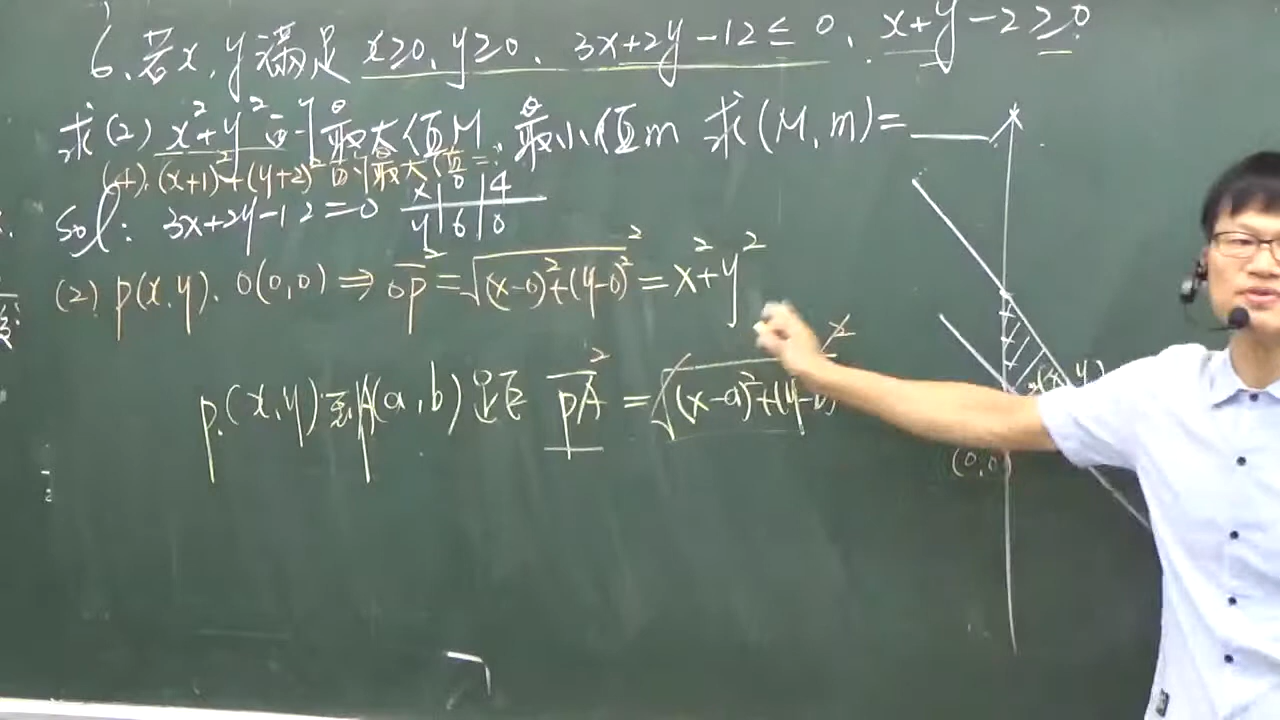 6、若x,y滿足 x≥0、y≥0、3x+2y-12≤0、x+y-2≥0
求(2) x²+y²的最大值M,最小值m 求(M,m)=
(4).(x+1)²+(y+2)²的最大值=
Sol: 3x+2y-12=0
x 0 4
y 6 0
(2) p(x,y). O(0,0) ⇒ op² = √(x-0)²+(y-0)² ² = x²+y²
p(x,y)至A(a,b)距 pA² = √(x-a)²+(y- ²
(x,y)
(0,0)